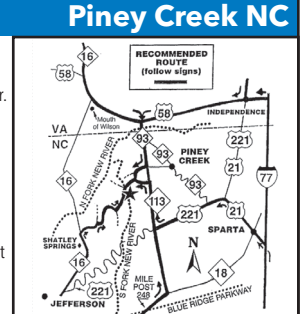 Piney Creek NC
RECOMMENDED
ROUTE
(follow signs)
16
58
r.
INDEPENDENCE
58
Mouth
of Wilson
VA
NC
93
93
221
PINEY
CREEK
N FORK NEW RIVER
21
77
16
93
113
221
21
SHATLEY
SPRINGS
SPARTA
N
S FORK NEW RIVER
16
18
t
MILE
POST
248
221
BLUE RIDGE PARKWAY
JEFFERSON